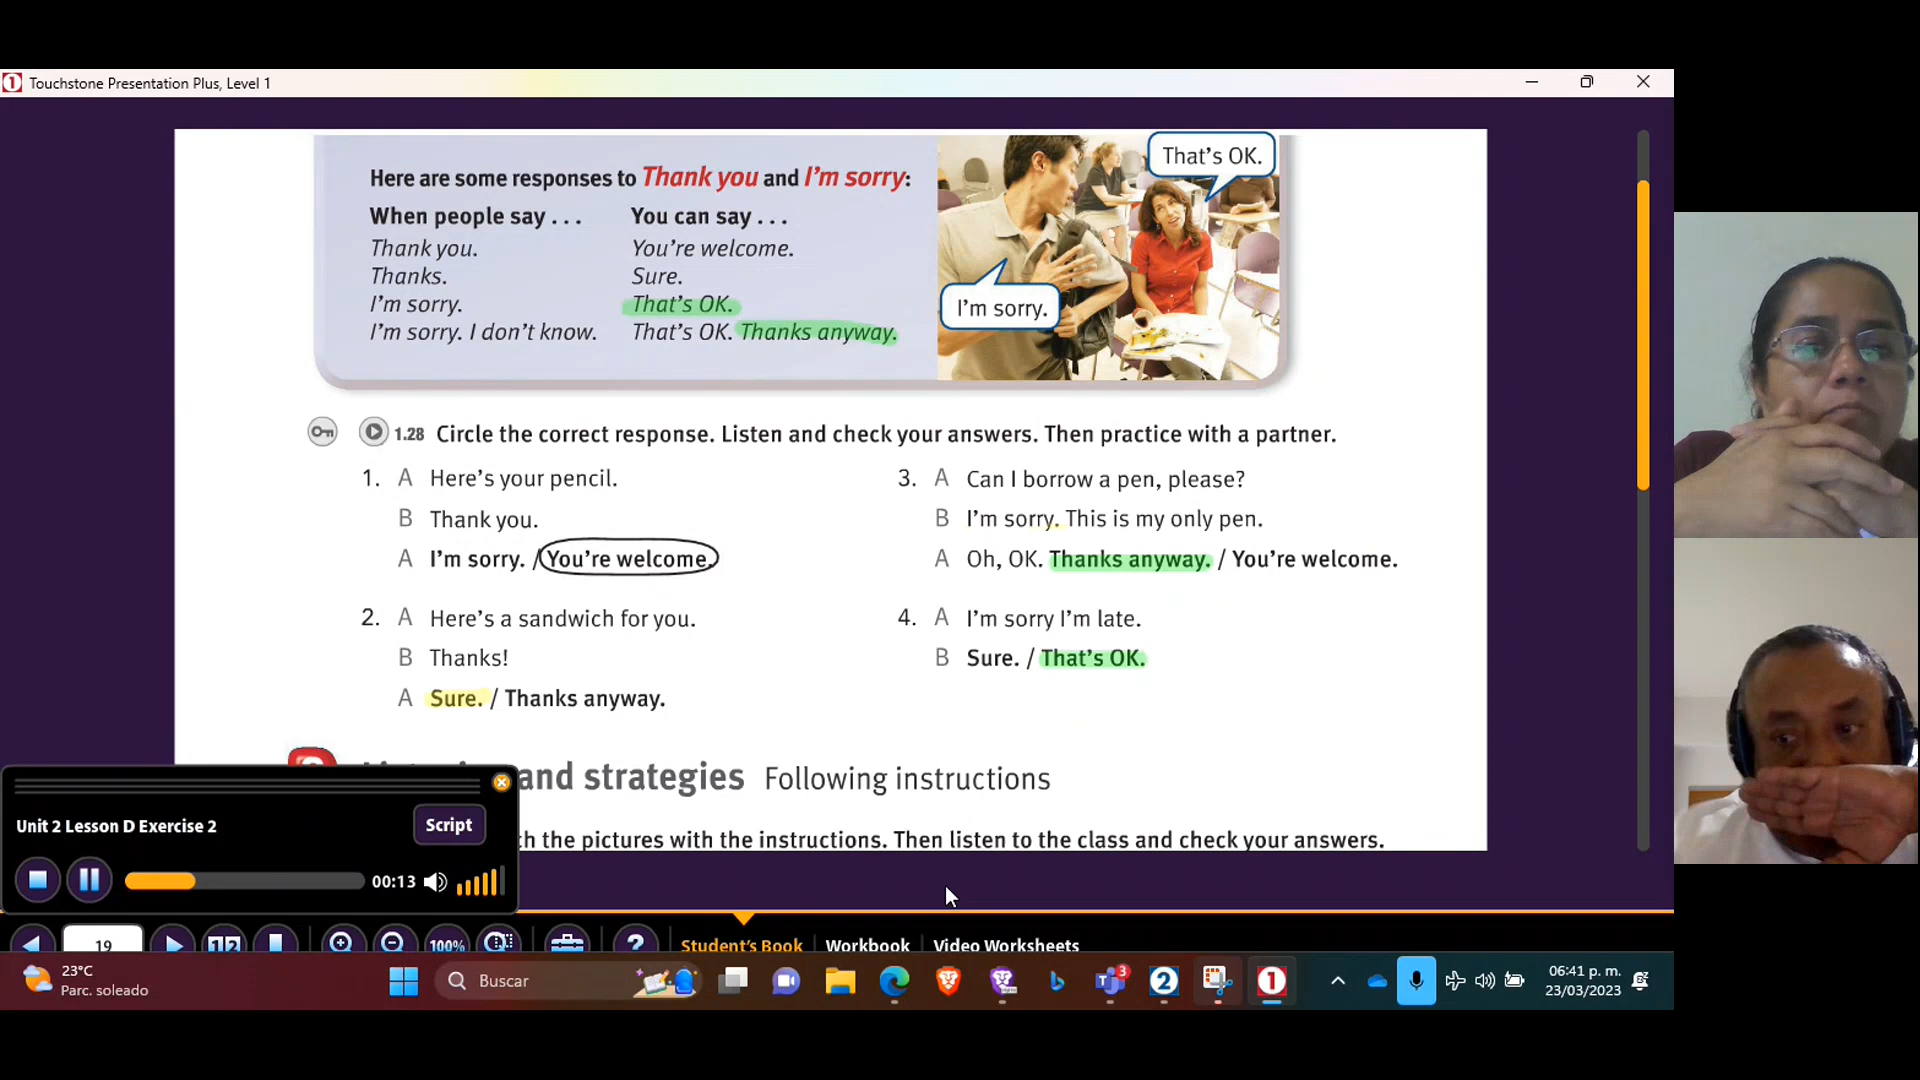 Touchstone Presentation Plus, Level 1
Here are some responses to Thank you and I'm sorry:
When people say . . . You can say . . .
Thank you. You're welcome.
Thanks. Sure.
I'm sorry. That's OK.
I'm sorry. I don't know. That's OK. Thanks anyway.
That's OK.
I'm sorry.
1.28 Circle the correct response. Listen and check your answers. Then practice with a partner.
1. A Here's your pencil.
B Thank you.
A I'm sorry. / You're welcome.
2. A Here's a sandwich for you.
B Thanks!
A Sure. / Thanks anyway.
3. A Can I borrow a pen, please?
B I'm sorry. This is my only pen.
A Oh, OK. Thanks anyway. / You're welcome.
4. A I'm sorry I'm late.
B Sure. / That's OK.
and strategies Following instructions
the pictures with the instructions. Then listen to the class and check your answers.
Unit 2 Lesson D Exercise 2
Script
00:13
19
1 2
100%
?
Student's Book Workbook Video Worksheets
23°C
Parc. soleado
Buscar
3
2
1
06:41 p. m.
23/03/2023